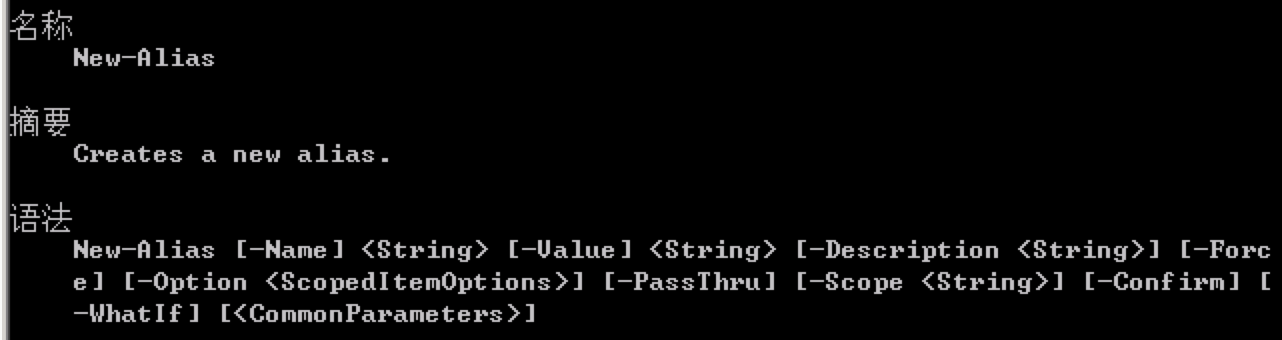 名称
New-Alias
摘要
Creates a new alias.
语法
New-Alias [-Name] <String> [-Value] <String> [-Description <String>] [-Forc
e] [-Option <ScopedItemOptions>] [-PassThru] [-Scope <String>] [-Confirm] [
-WhatIf] [<CommonParameters>]